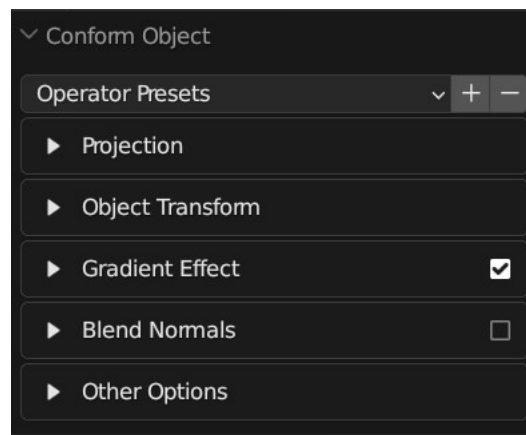 Conform Object
Operator Presets
Projection
Object Transform
Gradient Effect
Blend Normals
Other Options